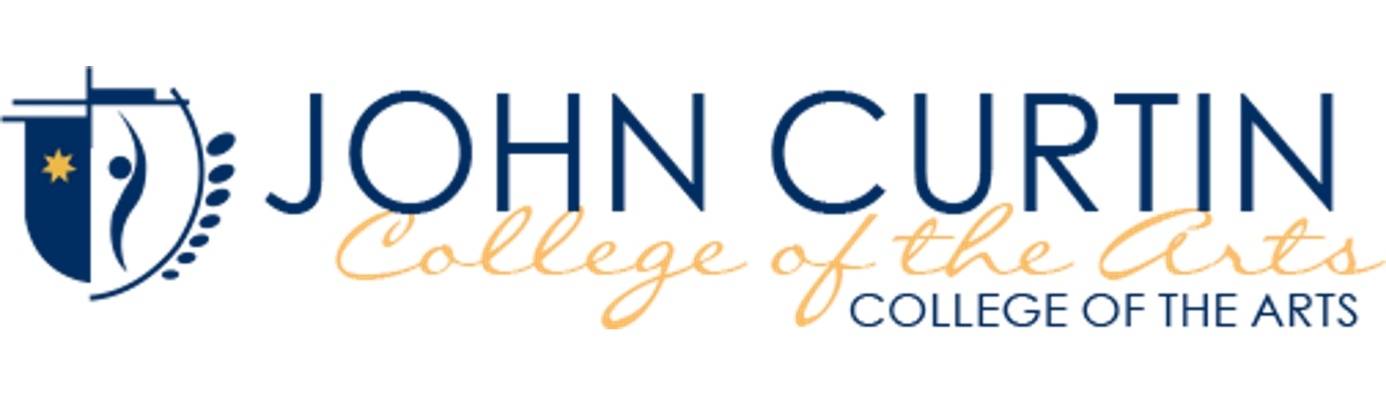 JOHN CURTIN
College of the Arts
COLLEGE OF THE ARTS